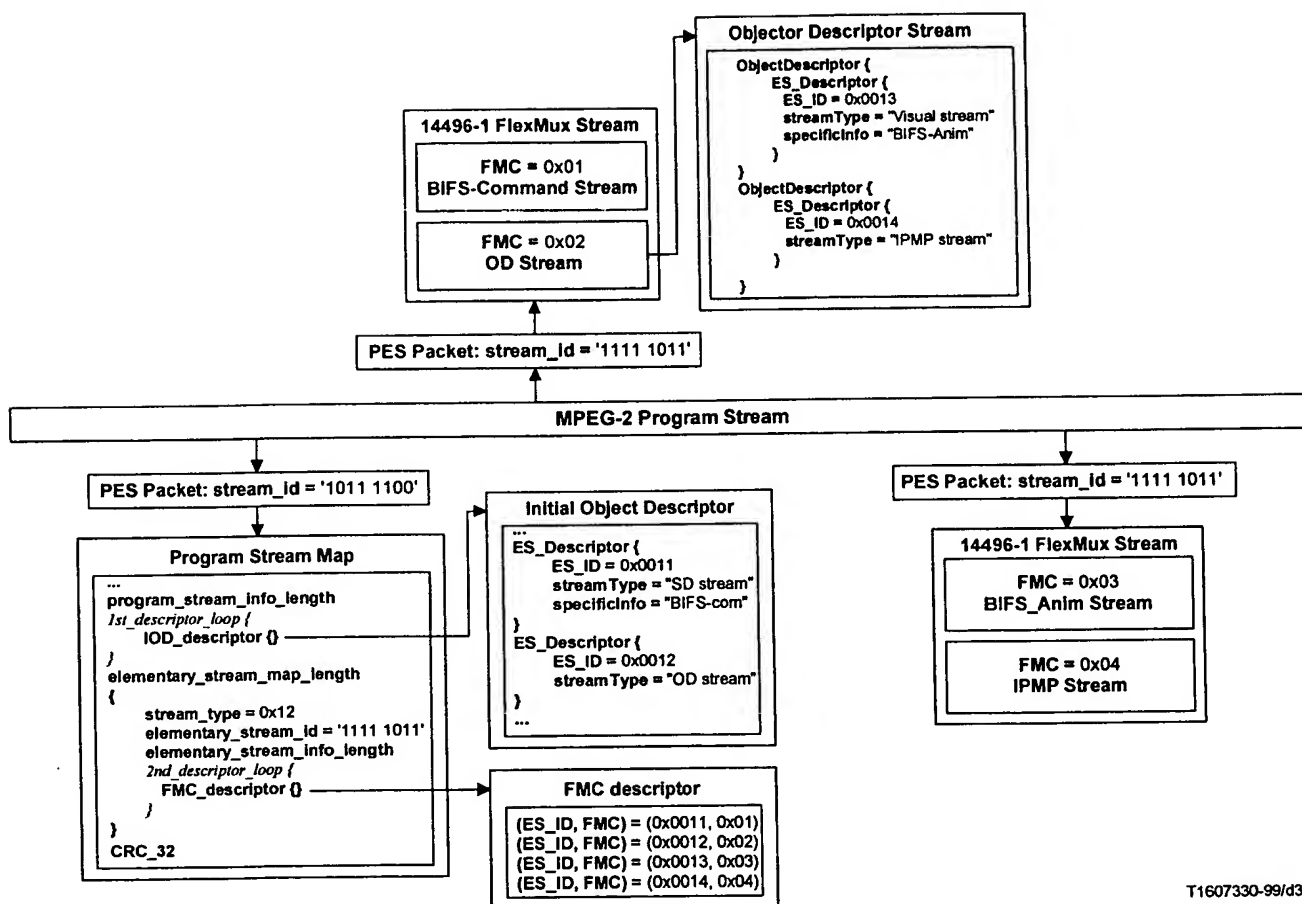 Objector Descriptor Stream
ObjectDescriptor {
ES_Descriptor {
ES_ID = 0x0013
streamType = "Visual stream"
specificInfo = "BIFS-Anim"
}
}
ObjectDescriptor {
ES_Descriptor {
ES_ID = 0x0014
streamType = "IPMP stream"
}
}
14496-1 FlexMux Stream
FMC = 0x01
BIFS-Command Stream
FMC = 0x02
OD Stream
PES Packet: stream_id = '1111 1011'
MPEG-2 Program Stream
PES Packet: stream_id = '1011 1100'
Program Stream Map
...
program_stream_info_length
1st_descriptor_loop {
IOD_descriptor {}
}
elementary_stream_map_length
{
stream_type = 0x12
elementary_stream_id = '1111 1011'
elementary_stream_info_length
2nd_descriptor_loop {
FMC_descriptor {}
}
}
CRC_32
Initial Object Descriptor
...
ES_Descriptor {
ES_ID = 0x0011
streamType = "SD stream"
specificInfo = "BIFS-com"
}
ES_Descriptor {
ES_ID = 0x0012
streamType = "OD stream"
}
...
FMC descriptor
(ES_ID, FMC) = (0x0011, 0x01)
(ES_ID, FMC) = (0x0012, 0x02)
(ES_ID, FMC) = (0x0013, 0x03)
(ES_ID, FMC) = (0x0014, 0x04)
PES Packet: stream_id = '1111 1011'
14496-1 FlexMux Stream
FMC = 0x03
BIFS_Anim Stream
FMC = 0x04
IPMP Stream
T1607330-99/d3